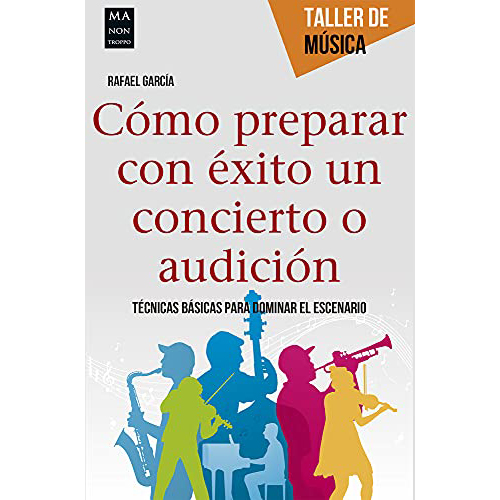 MA
NON
TROPPO
TALLER DE
MÚSICA
RAFAEL GARCÍA
Cómo preparar
con éxito un
concierto o
audición
TÉCNICAS BÁSICAS PARA DOMINAR EL ESCENARIO